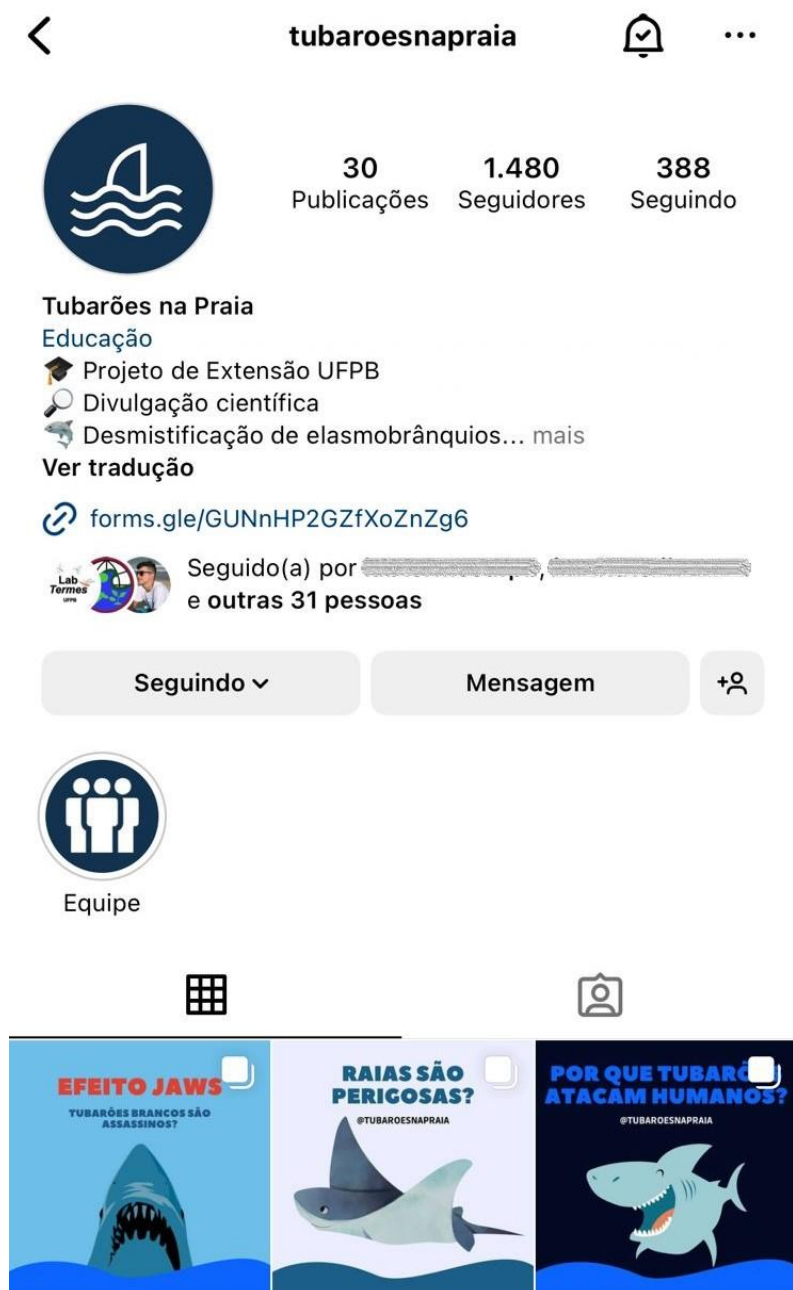 tubaroesnapraia
30 1.480 388
Publicações Seguidores Seguindo
Tubarões na Praia
Educação
🎓 Projeto de Extensão UFPB
🔎 Divulgação científica
🦈 Desmistificação de elasmobrânquios... mais
Ver tradução
forms.gle/GUNnHP2GZfXoZnZg6
Lab
Termes
UFPB
Seguido(a) por
e outras 31 pessoas
Seguindo Mensagem
Equipe
EFEITO JAWS
TUBARÕES BRANCOS SÃO
ASSASSINOS?
RAIAS SÃO
PERIGOSAS?
@TUBAROESNAPRAIA
POR QUE
ATACAM HUMANOS?
@TUBAROESNAPRAIA